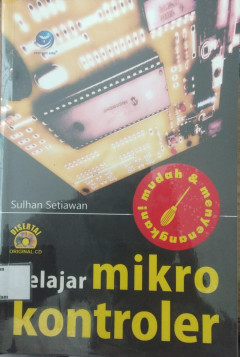 Sulhan Setiawan
mudah & menyenangkan
DISERTAI
ORIGINAL CD
elajar mikro
kontroler